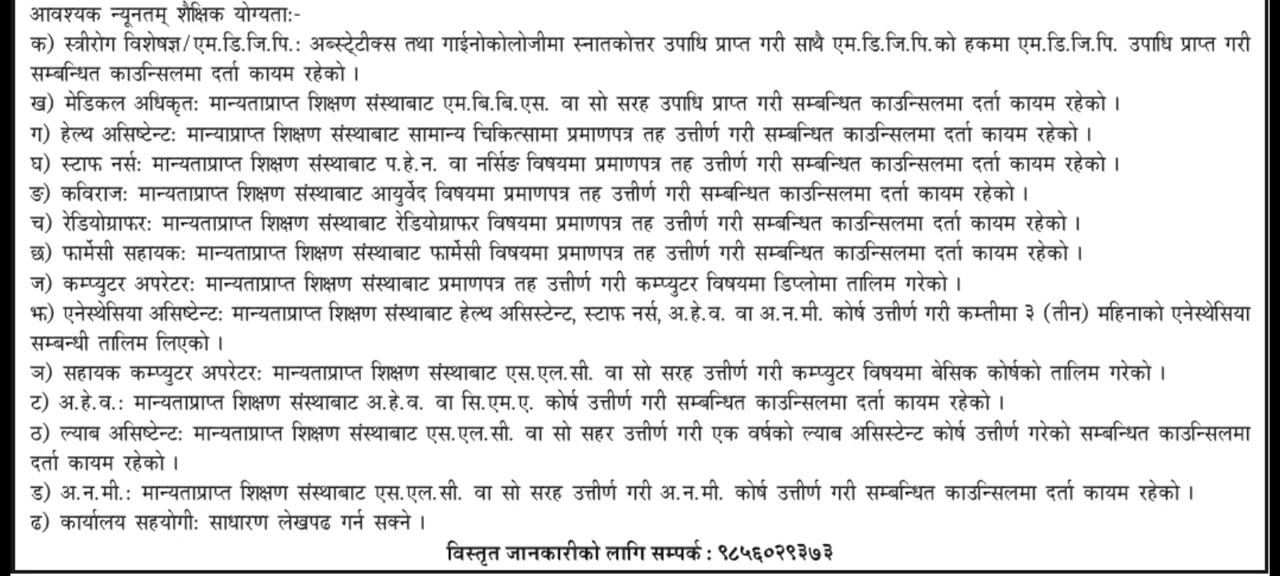 आवश्यक न्यूनतम् शैक्षिक योग्यताः-
क) स्त्रीरोग विशेषज्ञ/एम.डि.जि.पि.: अब्स्टे्टीक्स तथा गाईनोकोलोजीमा स्नातकोत्तर उपाधि प्राप्त गरी साथै एम.डि.जि.पि.को हकमा एम.डि.जि.पि. उपाधि प्राप्त गरी
सम्बन्धित काउन्सिलमा दर्ता कायम रहेको ।
ख) मेडिकल अधिकृतः मान्यताप्राप्त शिक्षण संस्थाबाट एम.बि.बि.एस. वा सो सरह उपाधि प्राप्त गरी सम्बन्धित काउन्सिलमा दर्ता कायम रहेको ।
ग) हेल्थ असिष्टेन्टः मान्याप्राप्त शिक्षण संस्थाबाट सामान्य चिकित्सामा प्रमाणपत्र तह उत्तीर्ण गरी सम्बन्धित काउन्सिलमा दर्ता कायम रहेको ।
घ) स्टाफ नर्सः मान्यताप्राप्त शिक्षण संस्थाबाट प.हे.न. वा नर्सिङ विषयमा प्रमाणपत्र तह उत्तीर्ण गरी सम्बन्धित काउन्सिलमा दर्ता कायम रहेको ।
ङ) कविराजः मान्यताप्राप्त शिक्षण संस्थाबाट आयुर्वेद विषयमा प्रमाणपत्र तह उत्तीर्ण गरी सम्बन्धित काउन्सिलमा दर्ता कायम रहेको ।
च) रेडियोग्राफरः मान्यताप्राप्त शिक्षण संस्थाबाट रेडियोग्राफर विषयमा प्रमाणपत्र तह उत्तीर्ण गरी सम्बन्धित काउन्सिलमा दर्ता कायम रहेको ।
छ) फार्मेसी सहायकः मान्यताप्राप्त शिक्षण संस्थाबाट फार्मेसी विषयमा प्रमाणपत्र तह उत्तीर्ण गरी सम्बन्धित काउन्सिलमा दर्ता कायम रहेको ।
ज) कम्प्युटर अपरेटरः मान्यताप्राप्त शिक्षण संस्थाबाट प्रमाणपत्र तह उत्तीर्ण गरी कम्प्युटर विषयमा डिप्लोमा तालिम गरेको ।
झ) एनेस्थेसिया असिष्टेन्टः मान्यताप्राप्त शिक्षण संस्थाबाट हेल्थ असिस्टेन्ट, स्टाफ नर्स, अ.हे.व. वा अ.न.मी. कोर्ष उत्तीर्ण गरी कम्तीमा ३ (तीन) महिनाको एनेस्थेसिया
सम्बन्धी तालिम लिएको ।
ञ) सहायक कम्प्युटर अपरेटरः मान्यताप्राप्त शिक्षण संस्थाबाट एस.एल.सी. वा सो सरह उत्तीर्ण गरी कम्प्युटर विषयमा बेसिक कोर्षको तालिम गरेको ।
ट) अ.हे.व.: मान्यताप्राप्त शिक्षण संस्थाबाट अ.हे.व. वा सि.एम.ए. कोर्ष उत्तीर्ण गरी सम्बन्धित काउन्सिलमा दर्ता कायम रहेको ।
ठ) ल्याब असिष्टेन्टः मान्यताप्राप्त शिक्षण संस्थाबाट एस.एल.सी. वा सो सहर उत्तीर्ण गरी एक वर्षको ल्याब असिस्टेन्ट कोर्ष उत्तीर्ण गरेको सम्बन्धित काउन्सिलमा
दर्ता कायम रहेको ।
ड) अ.न.मी.: मान्यताप्राप्त शिक्षण संस्थाबाट एस.एल.सी. वा सो सरह उत्तीर्ण गरी अ.न.मी. कोर्ष उत्तीर्ण गरी सम्बन्धित काउन्सिलमा दर्ता कायम रहेको ।
ढ) कार्यालय सहयोगीः साधारण लेखपढ गर्न सक्ने ।
विस्तृत जानकारीको लागि सम्पर्क : ९८५६०२९३७३